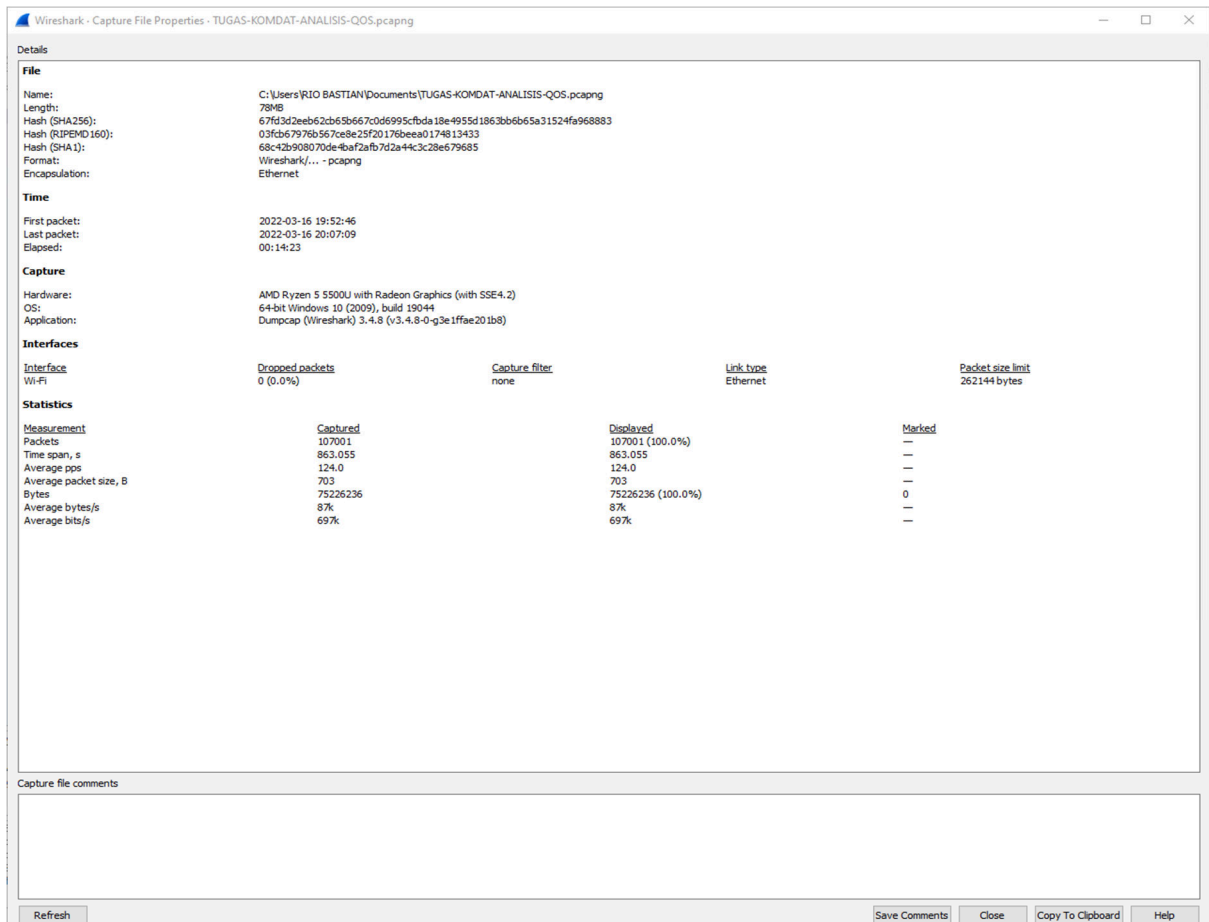 Wireshark · Capture File Properties · TUGAS-KOMDAT-ANALISIS-QOS.pcapng
Details
File
Name: C:\Users\RIO BASTIAN\Documents\TUGAS-KOMDAT-ANALISIS-QOS.pcapng
Length: 78MB
Hash (SHA256): 67fd3d2eeb62cb65b667c0d6995cfbda18e4955d1863bb6b65a31524fa968883
Hash (RIPEMD160): 03fcb67976b567ce8e25f20176beea0174813433
Hash (SHA1): 68c42b908070de4baf2afb7d2a44c3c28e679685
Format: Wireshark/... - pcapng
Encapsulation: Ethernet
Time
First packet: 2022-03-16 19:52:46
Last packet: 2022-03-16 20:07:09
Elapsed: 00:14:23
Capture
Hardware: AMD Ryzen 5 5500U with Radeon Graphics (with SSE4.2)
OS: 64-bit Windows 10 (2009), build 19044
Application: Dumpcap (Wireshark) 3.4.8 (v3.4.8-0-g3e1ffae201b8)
Interfaces
Interface Dropped packets Capture filter Link type Packet size limit
Wi-Fi 0 (0.0%) none Ethernet 262144 bytes
Statistics
Measurement Captured Displayed Marked
Packets 107001 107001 (100.0%) —
Time span, s 863.055 863.055 —
Average pps 124.0 124.0 —
Average packet size, B 703 703 —
Bytes 75226236 75226236 (100.0%) 0
Average bytes/s 87k 87k —
Average bits/s 697k 697k —
Capture file comments
Refresh Save Comments Close Copy To Clipboard Help